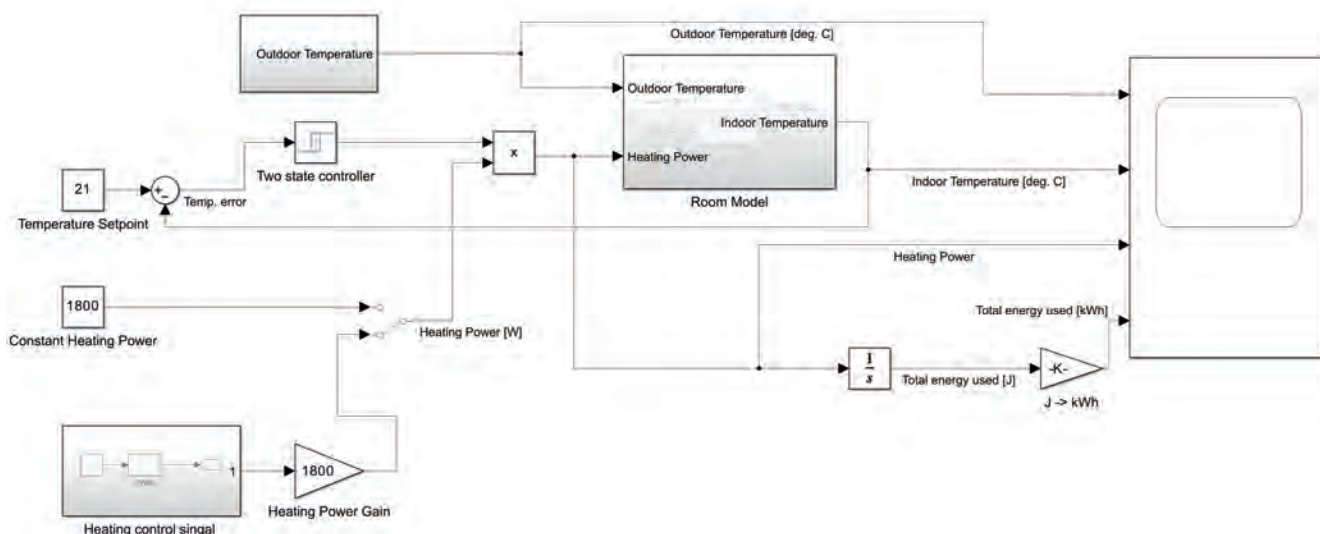 Outdoor Temperature [deg. C]
Outdoor Temperature
Outdoor Temperature
Indoor Temperature
Heating Power
Room Model
x
Two state controller
21
+
−
Temp. error
Temperature Setpoint
Indoor Temperature [deg. C]
Heating Power
1800
Constant Heating Power
Heating Power [W]
Total energy used [kWh]
1
s
Total energy used [J]
-K-
J -> kWh
1
1800
Heating Power Gain
Heating control singal